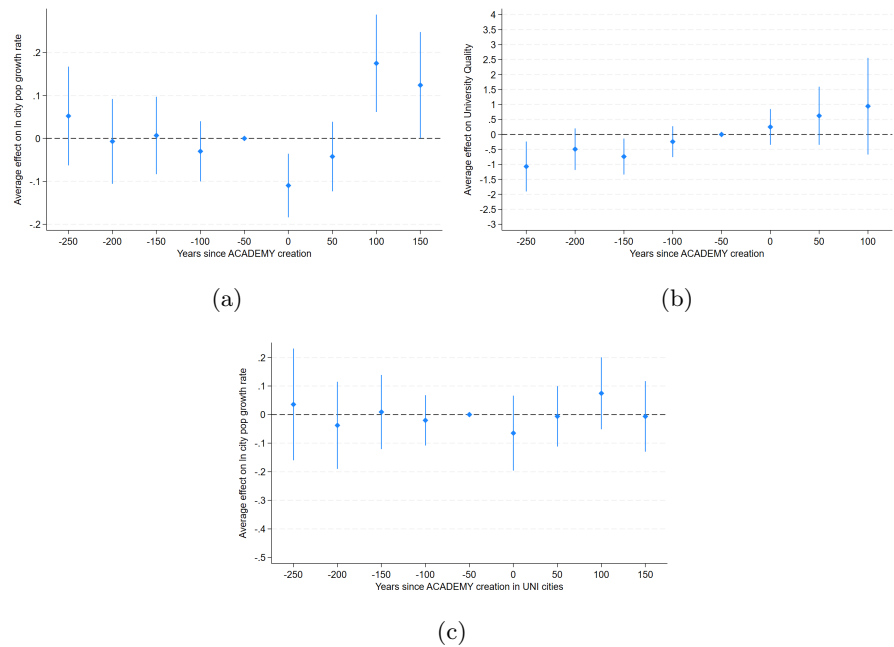 Average effect on ln city pop growth rate
.2
.1
0
-.1
-.2
-250 -200 -150 -100 -50 0 50 100 150
Years since ACADEMY creation
(a)
Average effect on University Quality
4
3.5
3
2.5
2
1.5
1
.5
0
-.5
-1
-1.5
-2
-2.5
-3
-250 -200 -150 -100 -50 0 50 100
Years since ACADEMY creation
(b)
Average effect on ln city pop growth rate
.2
.1
0
-.1
-.2
-.3
-.4
-.5
-250 -200 -150 -100 -50 0 50 100 150
Years since ACADEMY creation in UNI cities
(c)